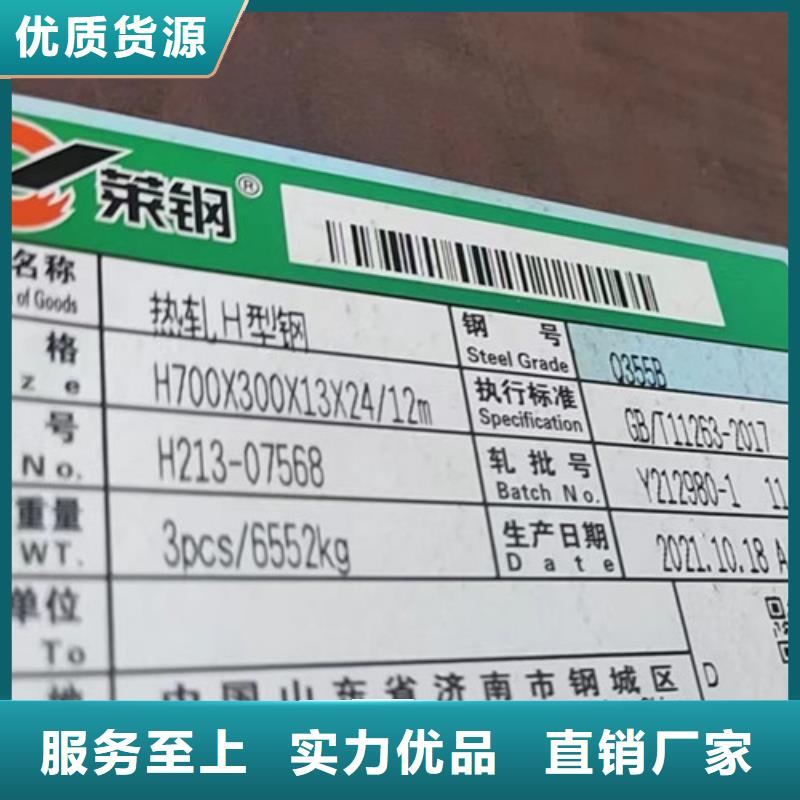 优质货源
莱钢®
名称 热轧H型钢 钢号 Q355B
of Goods Steel Grade
格 H700X300X13X24/12m 执行标准 GB/T11263-2017
ze Specification
号 H213-07568 轧批号 Y212980-1 11
No. Batch No.
重量 3pcs/6552kg 生产日期 2021.10.18 A
WT. Date
单位
To D
中国山东省济南市钢城区
服务至上 实力优品 直销厂家